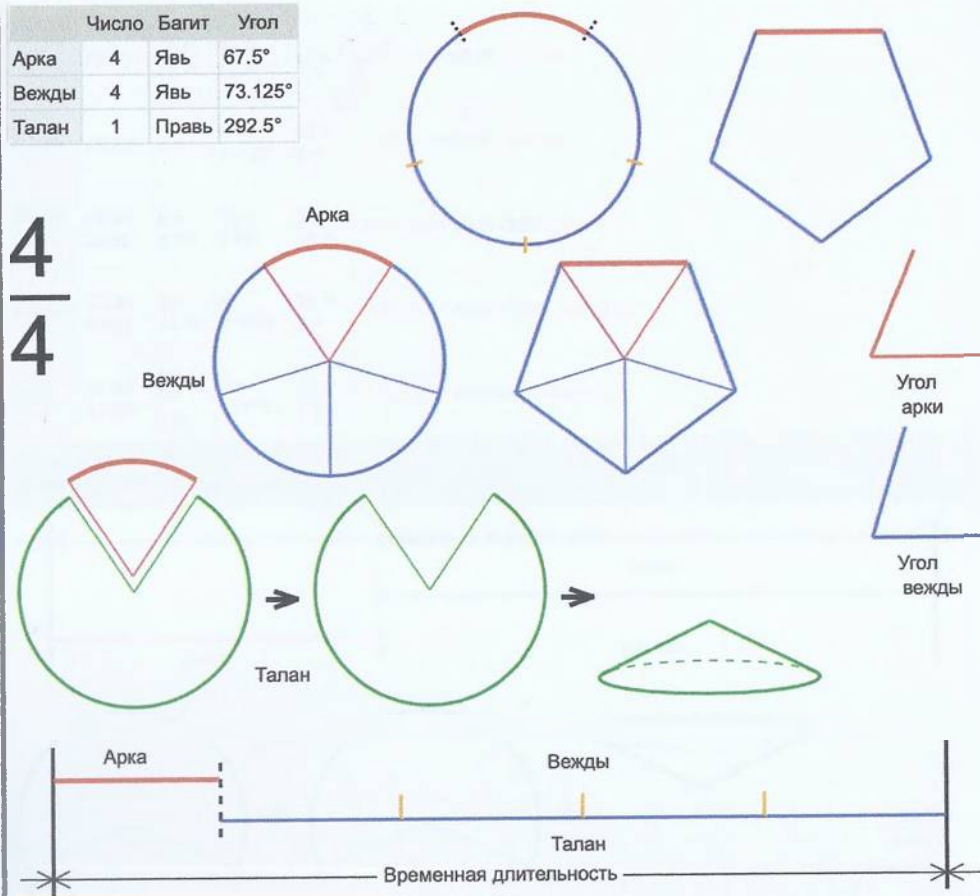 Число Багит Угол
Арка 4 Явь 67.5°
Вежды 4 Явь 73.125°
Талан 1 Правь 292.5°
4
4
Арка
Вежды
Угол
арки
Угол
вежды
Талан
Арка
Вежды
Талан
Временная длительность